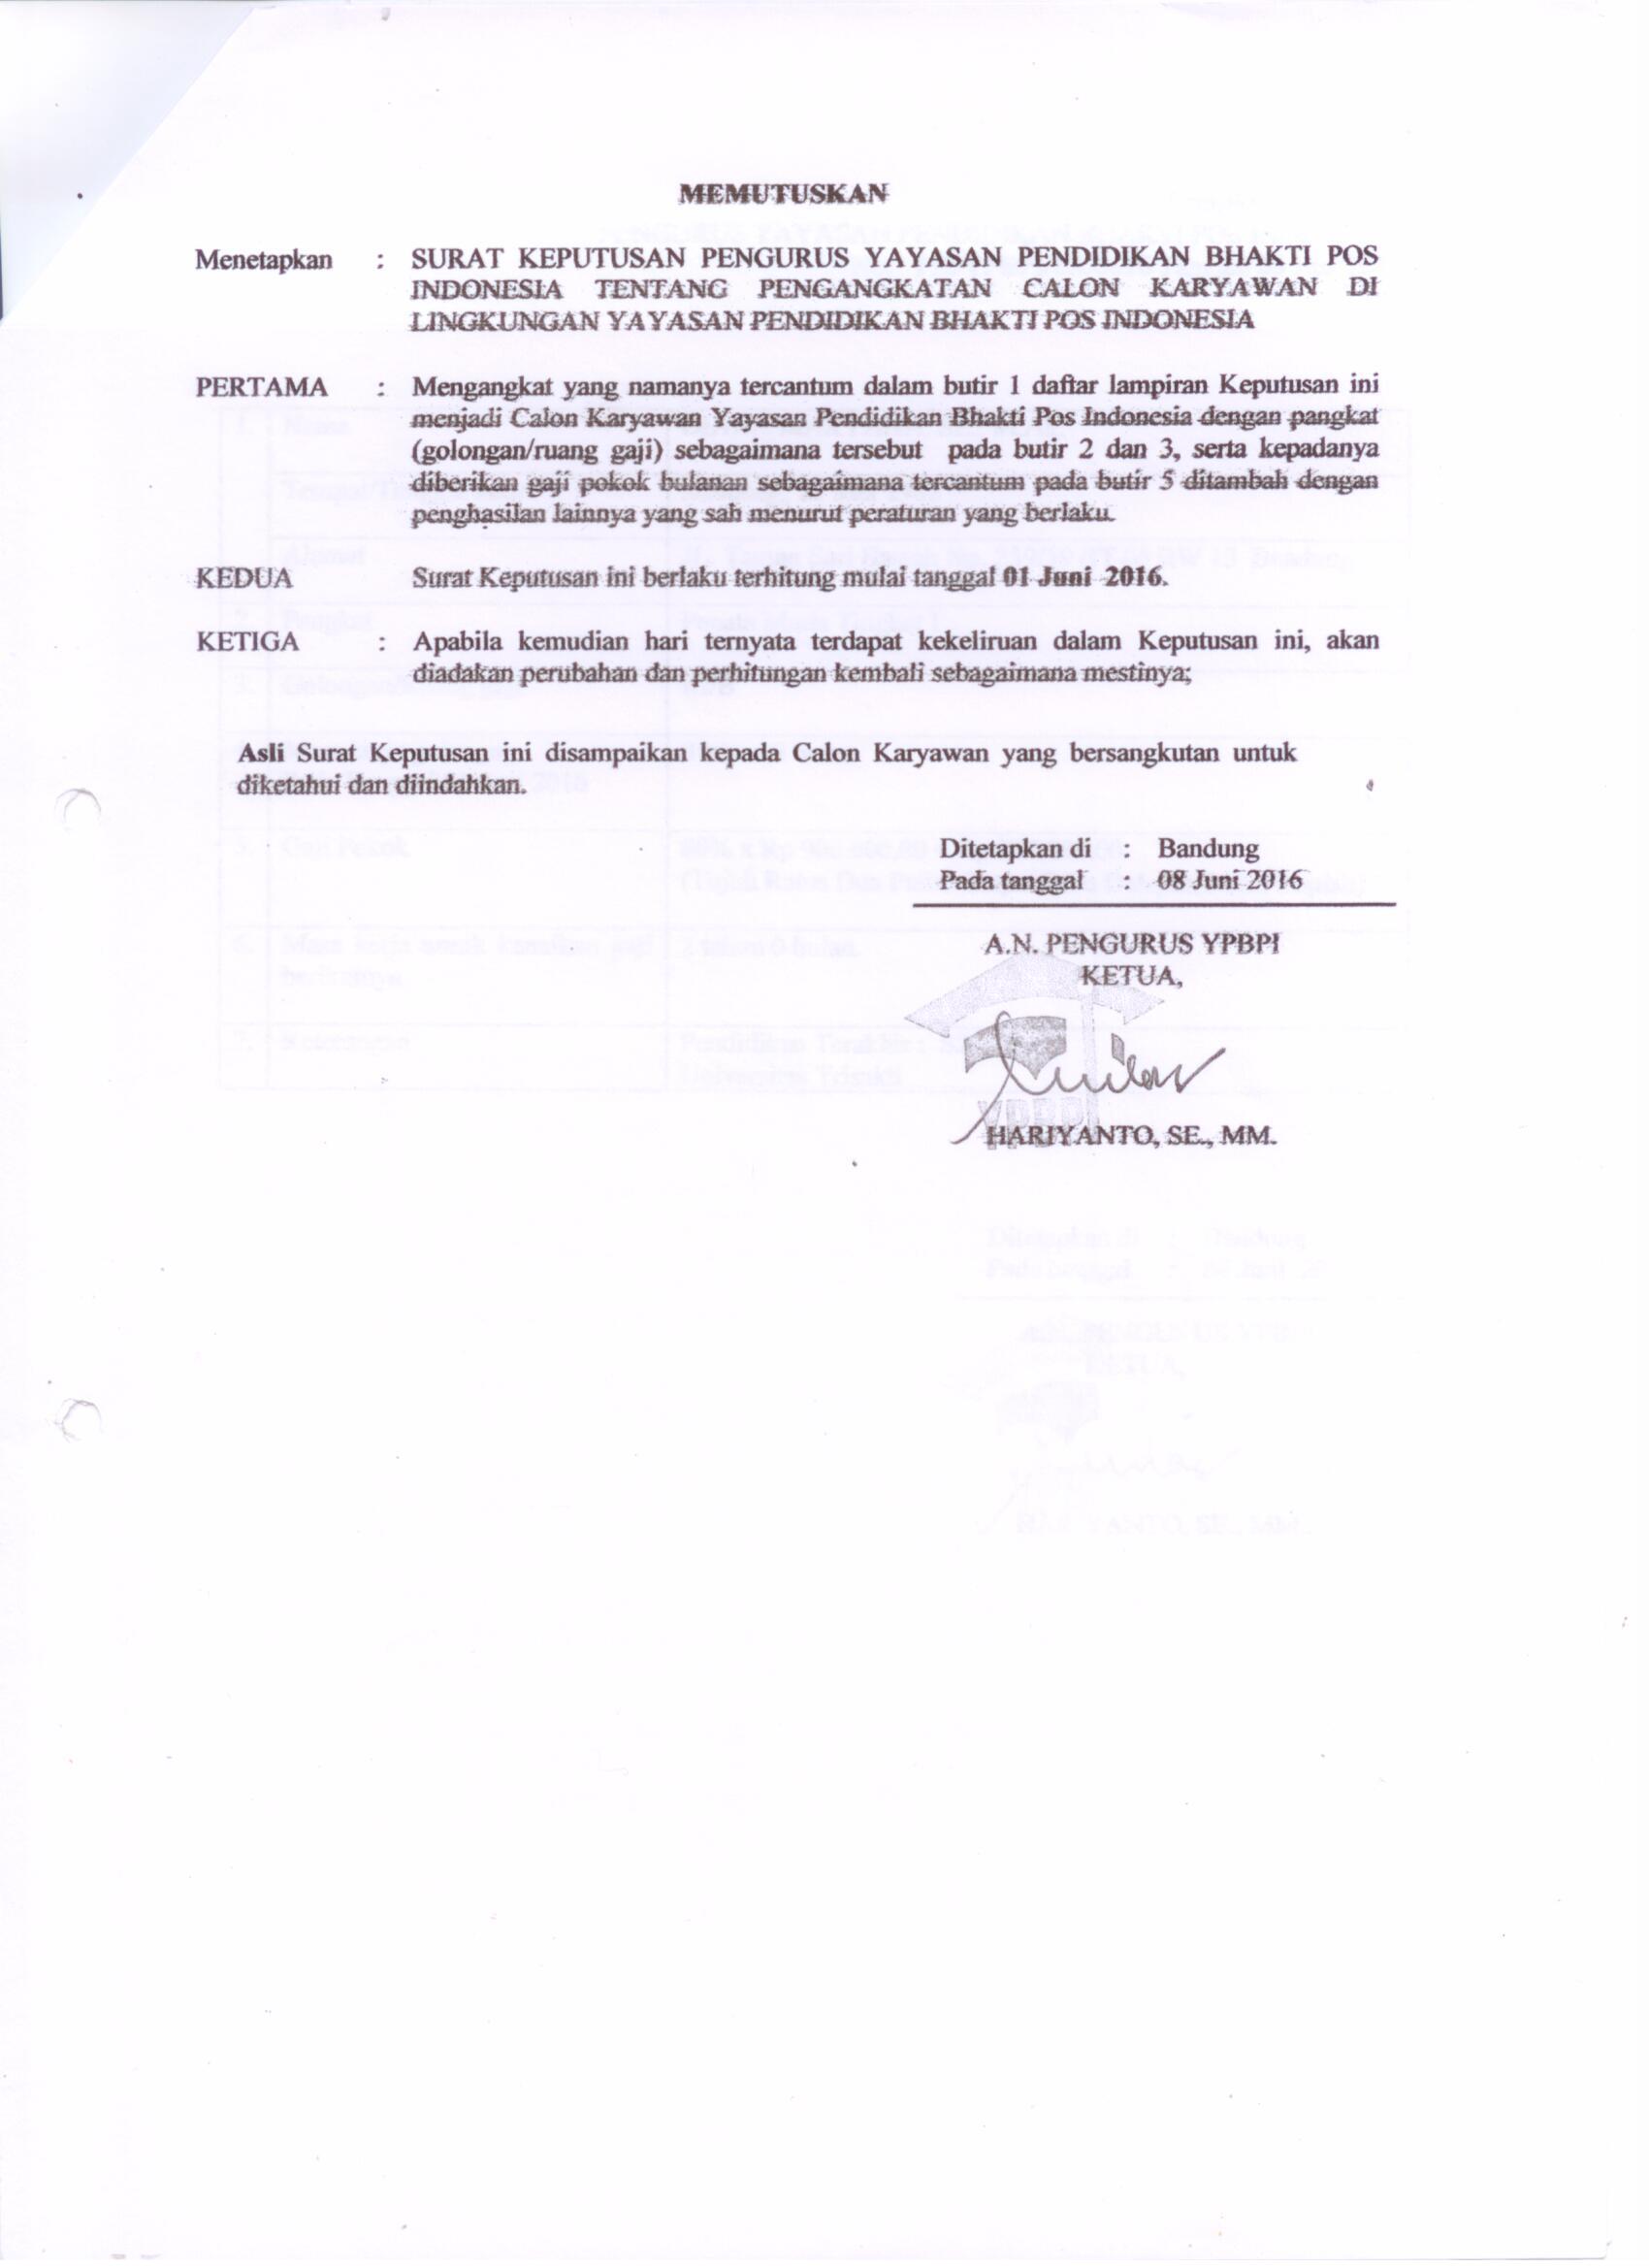 MEMUTUSKAN
Menetapkan : SURAT KEPUTUSAN PENGURUS YAYASAN PENDIDIKAN BHAKTI POS
INDONESIA TENTANG PENGANGKATAN CALON KARYAWAN DI
LINGKUNGAN YAYASAN PENDIDIKAN BHAKTI POS INDONESIA
PERTAMA : Mengangkat yang namanya tercantum dalam butir 1 daftar lampiran Keputusan ini
menjadi Calon Karyawan Yayasan Pendidikan Bhakti Pos Indonesia dengan pangkat
(golongan/ruang gaji) sebagaimana tersebut pada butir 2 dan 3, serta kepadanya
diberikan gaji pokok bulanan sebagaimana tercantum pada butir 5 ditambah dengan
penghasilan lainnya yang sah menurut peraturan yang berlaku.
KEDUA Surat Keputusan ini berlaku terhitung mulai tanggal 01 Juni 2016.
KETIGA : Apabila kemudian hari ternyata terdapat kekeliruan dalam Keputusan ini, akan
diadakan perubahan dan perhitungan kembali sebagaimana mestinya;
Asli Surat Keputusan ini disampaikan kepada Calon Karyawan yang bersangkutan untuk
diketahui dan diindahkan.
Ditetapkan di : Bandung
Pada tanggal : 08 Juni 2016
A.N. PENGURUS YPBPI
KETUA,
YPBPI
HARIYANTO, SE., MM.